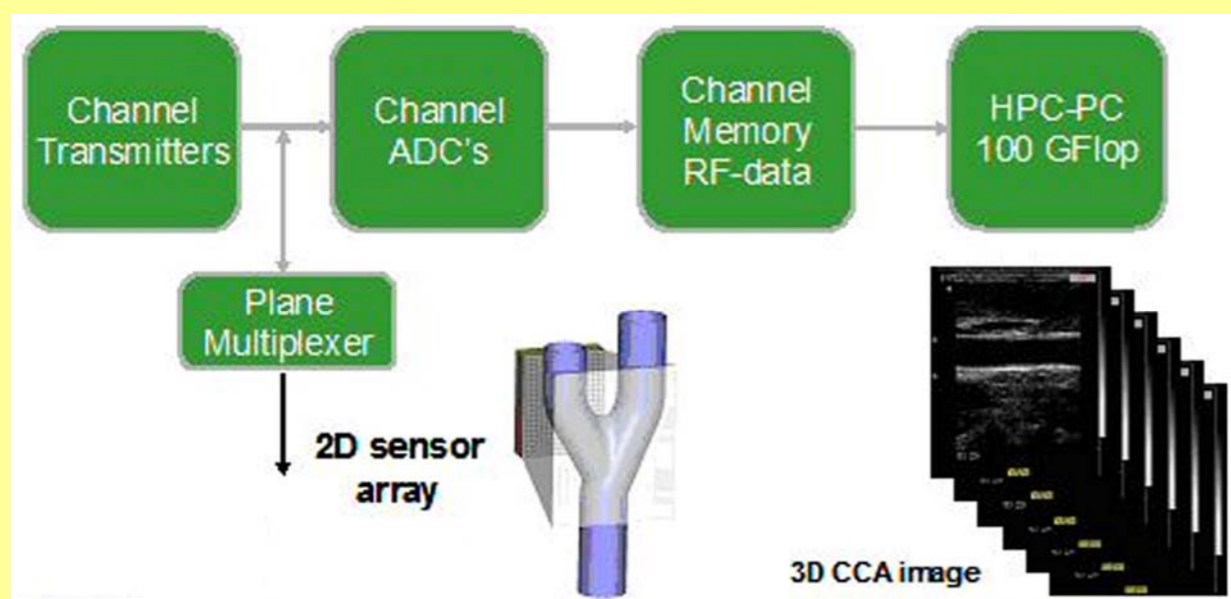 Channel
Transmitters
Channel
ADC's
Channel
Memory
RF-data
HPC-PC
100 GFlop
Plane
Multiplexer
2D sensor
array
3D CCA image